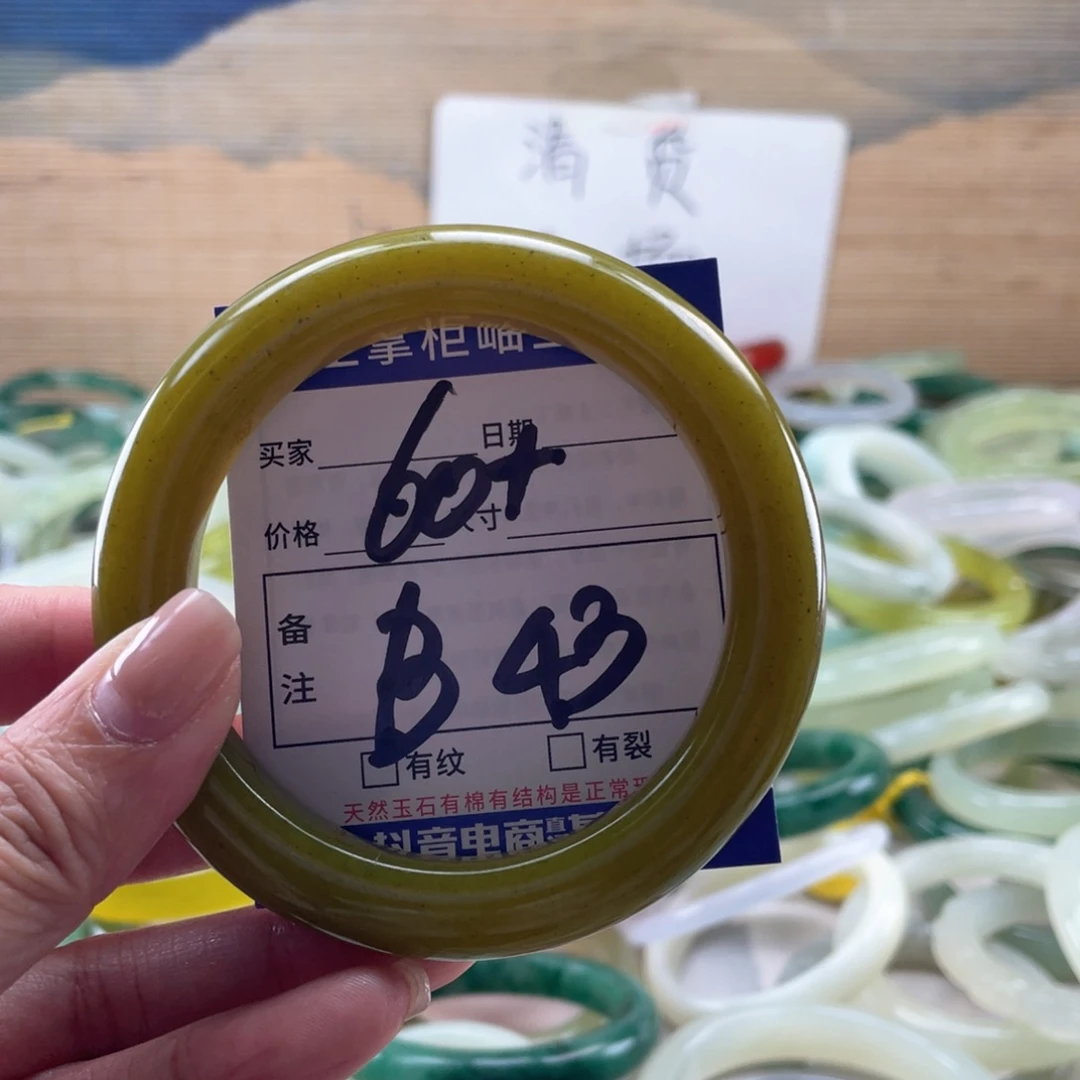 掌柜
买家
日期
60+
价格
寸
备注
B 43
有纹
有裂
天然玉石有棉有结构是正常
抖音电商真